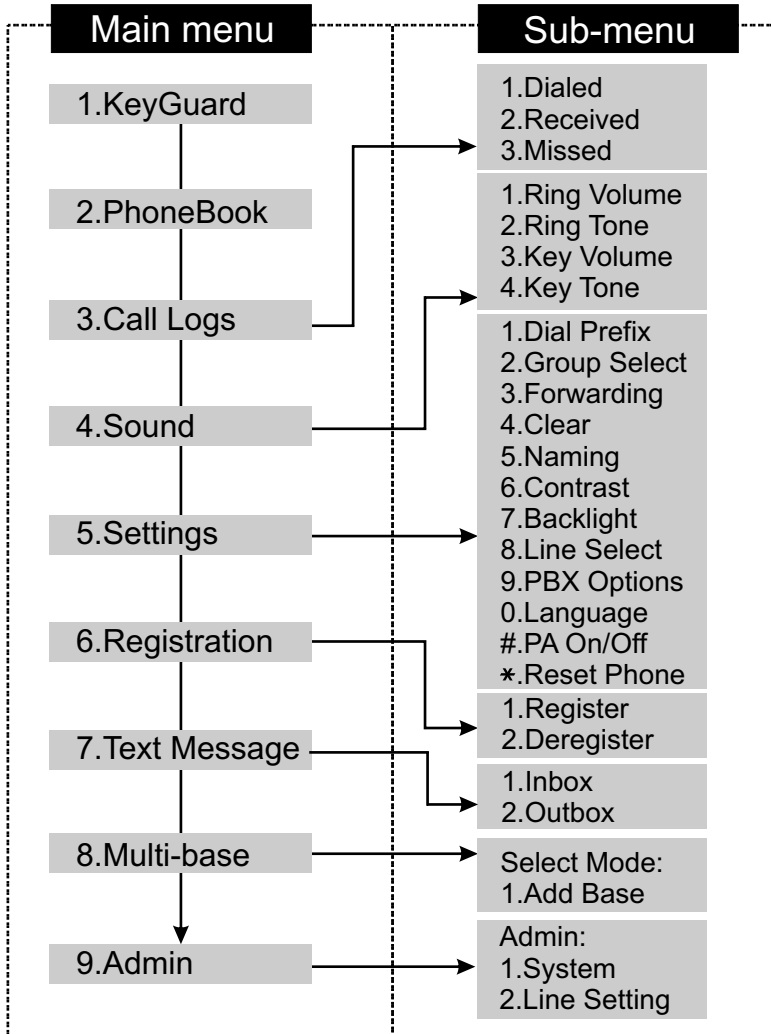 Main menu
1.KeyGuard
2.PhoneBook
3.Call Logs
4.Sound
5.Settings
6.Registration
7.Text Message
8.Multi-base
9.Admin
Sub-menu
1.Dialed
2.Received
3.Missed
1.Ring Volume
2.Ring Tone
3.Key Volume
4.Key Tone
1.Dial Prefix
2.Group Select
3.Forwarding
4.Clear
5.Naming
6.Contrast
7.Backlight
8.Line Select
9.PBX Options
0.Language
#.PA On/Off
*.Reset Phone
1.Register
2.Deregister
1.Inbox
2.Outbox
Select Mode:
1.Add Base
Admin:
1.System
2.Line Setting